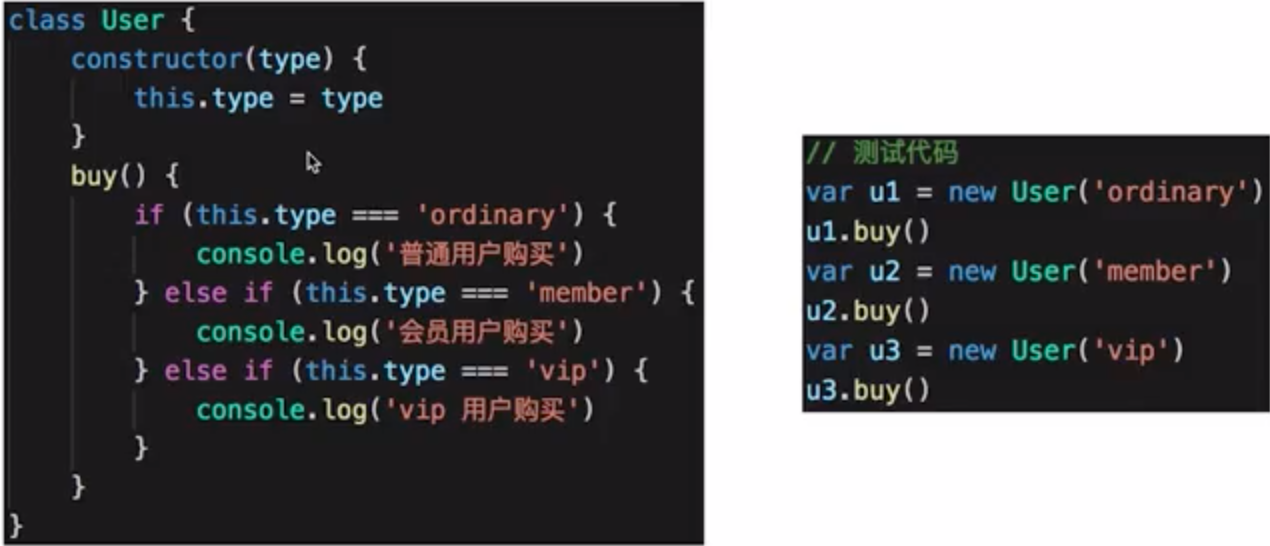 class User {
    constructor(type) {
        this.type = type
    }
    buy() {
        if (this.type === 'ordinary') {
            console.log('普通用户购买')
        } else if (this.type === 'member') {
            console.log('会员用户购买')
        } else if (this.type === 'vip') {
            console.log('vip 用户购买')
        }
    }
}
// 测试代码
var u1 = new User('ordinary')
u1.buy()
var u2 = new User('member')
u2.buy()
var u3 = new User('vip')
u3.buy()